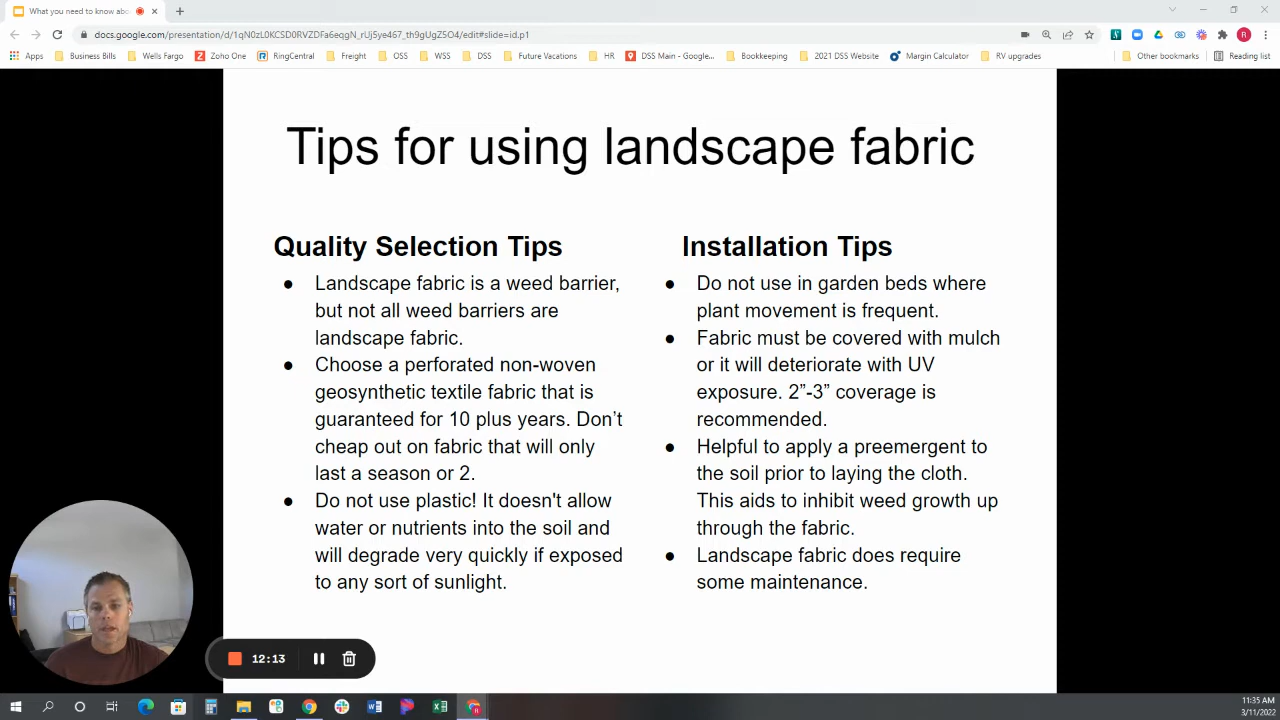 What you need to know abo
docs.google.com/presentation/d/1qN0zL0KCSD0RVZDFa6eqgN_rUj5ye467_th9gUgZ5O4/edit#slide=id.p1
Apps Business Bills Wells Fargo Zoho One RingCentral Freight OSS WSS DSS Future Vacations HR DSS Main - Google... Bookkeeping 2021 DSS Website Margin Calculator RV upgrades Other bookmarks Reading list
Tips for using landscape fabric
Quality Selection Tips
● Landscape fabric is a weed barrier,
but not all weed barriers are
landscape fabric.
● Choose a perforated non-woven
geosynthetic textile fabric that is
guaranteed for 10 plus years. Don’t
cheap out on fabric that will only
last a season or 2.
● Do not use plastic! It doesn't allow
water or nutrients into the soil and
will degrade very quickly if exposed
to any sort of sunlight.
Installation Tips
● Do not use in garden beds where
plant movement is frequent.
● Fabric must be covered with mulch
or it will deteriorate with UV
exposure. 2”-3” coverage is
recommended.
● Helpful to apply a preemergent to
the soil prior to laying the cloth.
This aids to inhibit weed growth up
through the fabric.
● Landscape fabric does require
some maintenance.
12:13
11:35 AM
3/11/2022